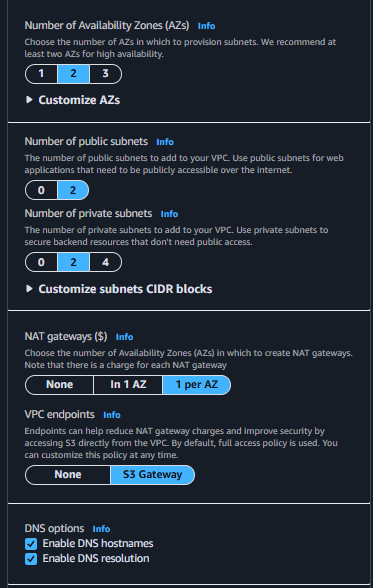 Number of Availability Zones (AZs) Info
Choose the number of AZs in which to provision subnets. We recommend at
least two AZs for high availability.
1 2 3
Customize AZs
Number of public subnets Info
The number of public subnets to add to your VPC. Use public subnets for web
applications that need to be publicly accessible over the internet.
0 2
Number of private subnets Info
The number of private subnets to add to your VPC. Use private subnets to
secure backend resources that don't need public access.
0 2 4
Customize subnets CIDR blocks
NAT gateways ($) Info
Choose the number of Availability Zones (AZs) in which to create NAT gateways.
Note that there is a charge for each NAT gateway
None In 1 AZ 1 per AZ
VPC endpoints Info
Endpoints can help reduce NAT gateway charges and improve security by
accessing S3 directly from the VPC. By default, full access policy is used. You
can customize this policy at any time.
None S3 Gateway
DNS options Info
Enable DNS hostnames
Enable DNS resolution